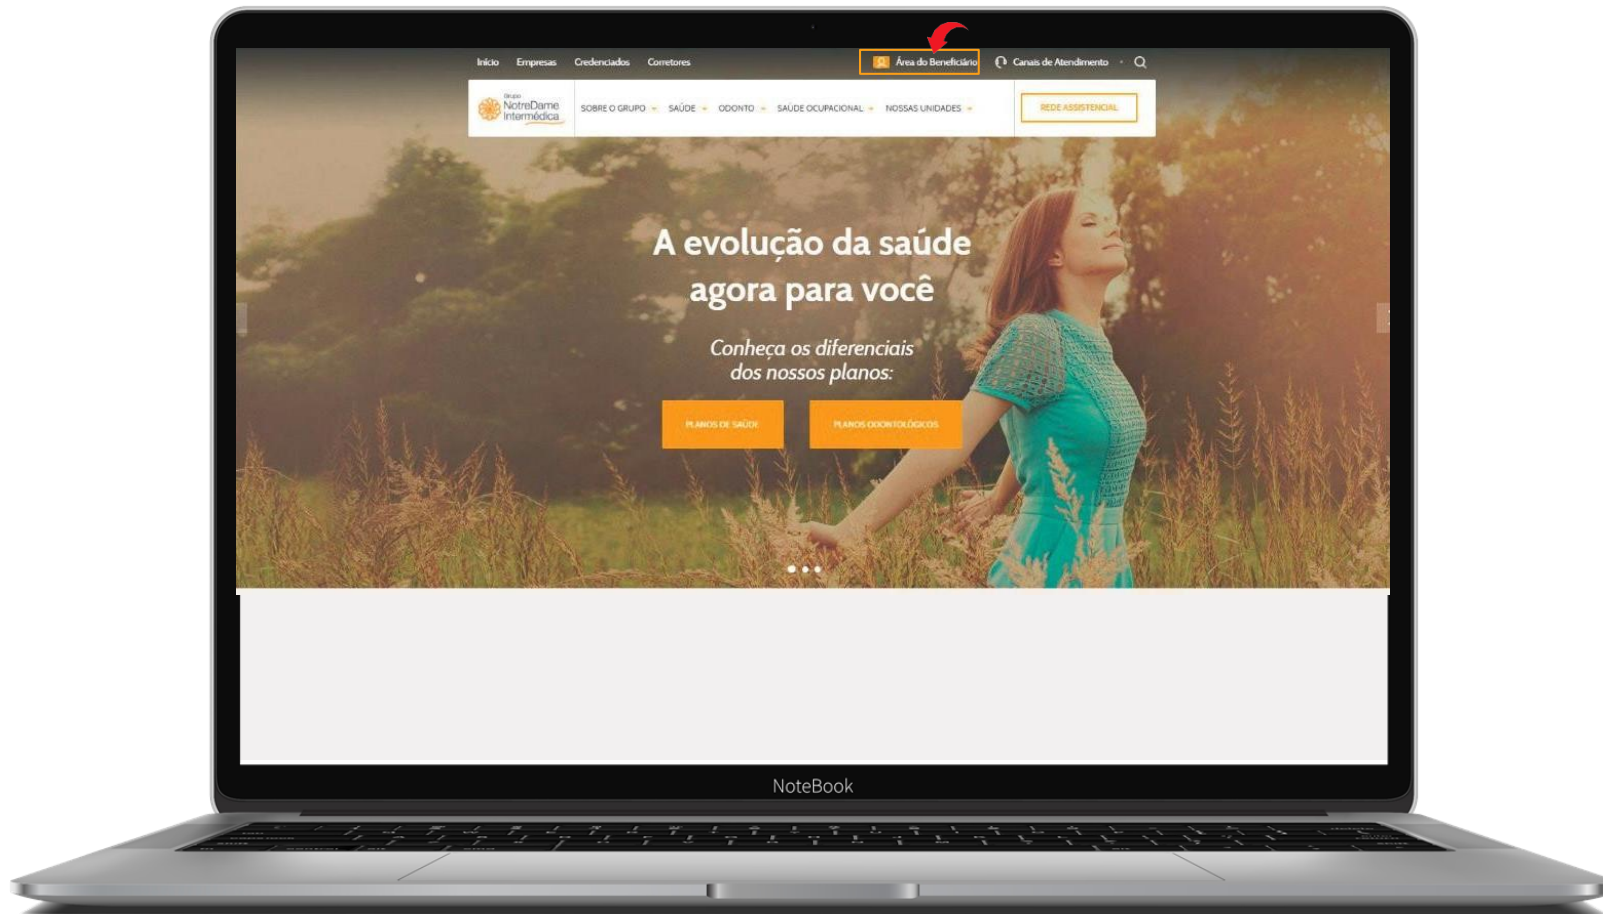 Início Empresas Credenciados Corretores Área do Beneficiário Canais de Atendimento
Grupo
NotreDame
Intermédica
SOBRE O GRUPO SAÚDE ODONTO SAÚDE OCUPACIONAL NOSSAS UNIDADES REDE ASSISTENCIAL
A evolução da saúde
agora para você
Conheça os diferenciais
dos nossos planos:
PLANOS DE SAÚDE PLANOS ODONTOLÓGICOS
NoteBook